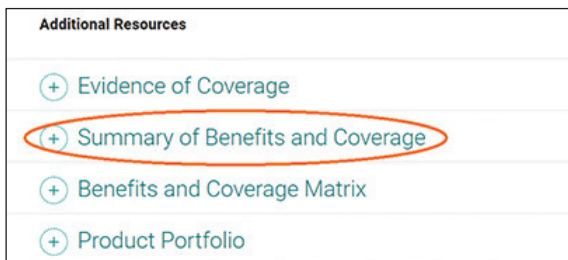 Additional Resources
Evidence of Coverage
Summary of Benefits and Coverage
Benefits and Coverage Matrix
Product Portfolio